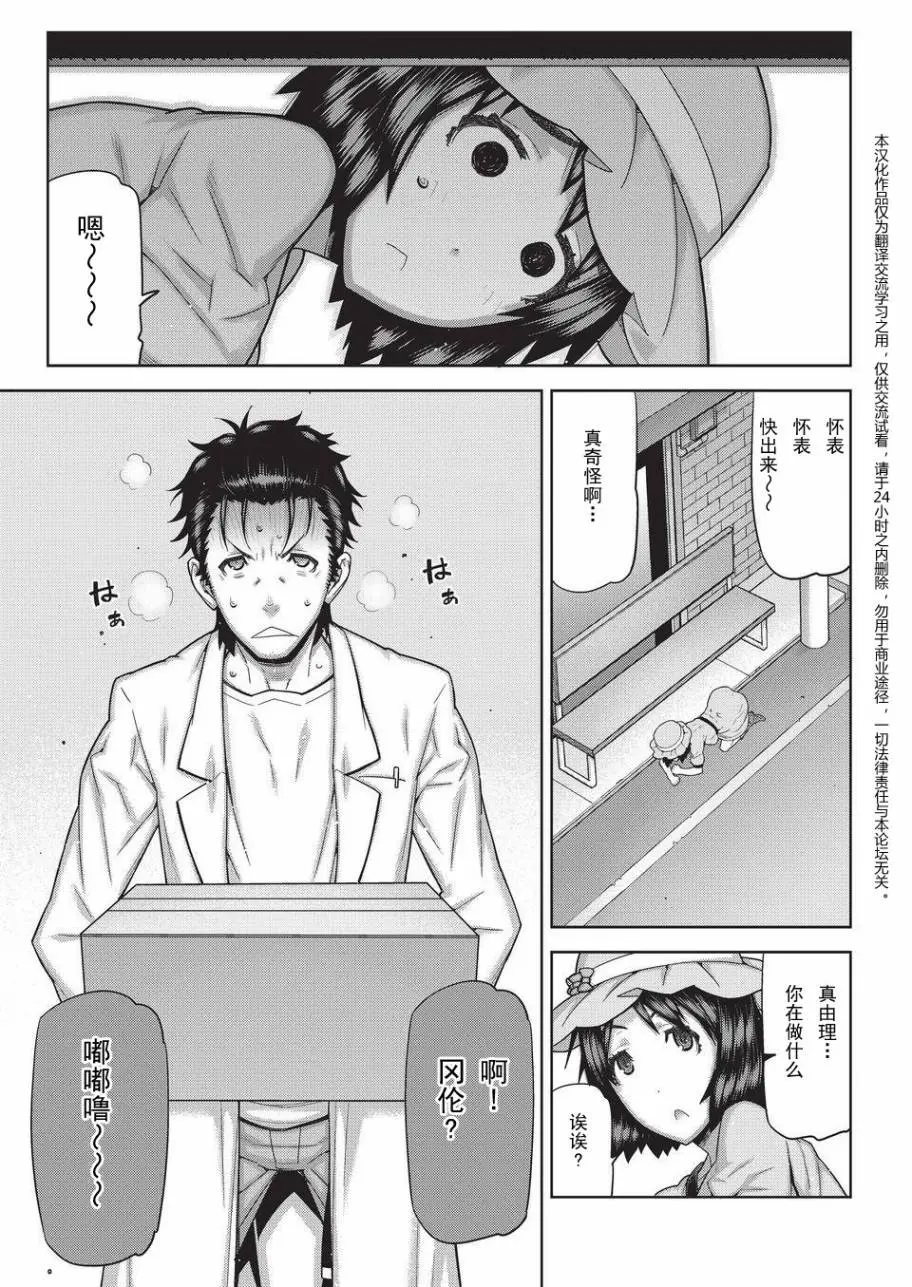 嗯～～～～
怀表
怀表
快出来～
真奇怪啊…
真由理…
你在做什么
诶诶？
はぁ
はぁ
啊！
冈伦？
嘟嘟噜～～～～
。
本汉化作品仅为翻译交流学习之用，仅供交流试看，请于24小时之内删除，勿用于商业途径，一切法律责任与本论坛无关。